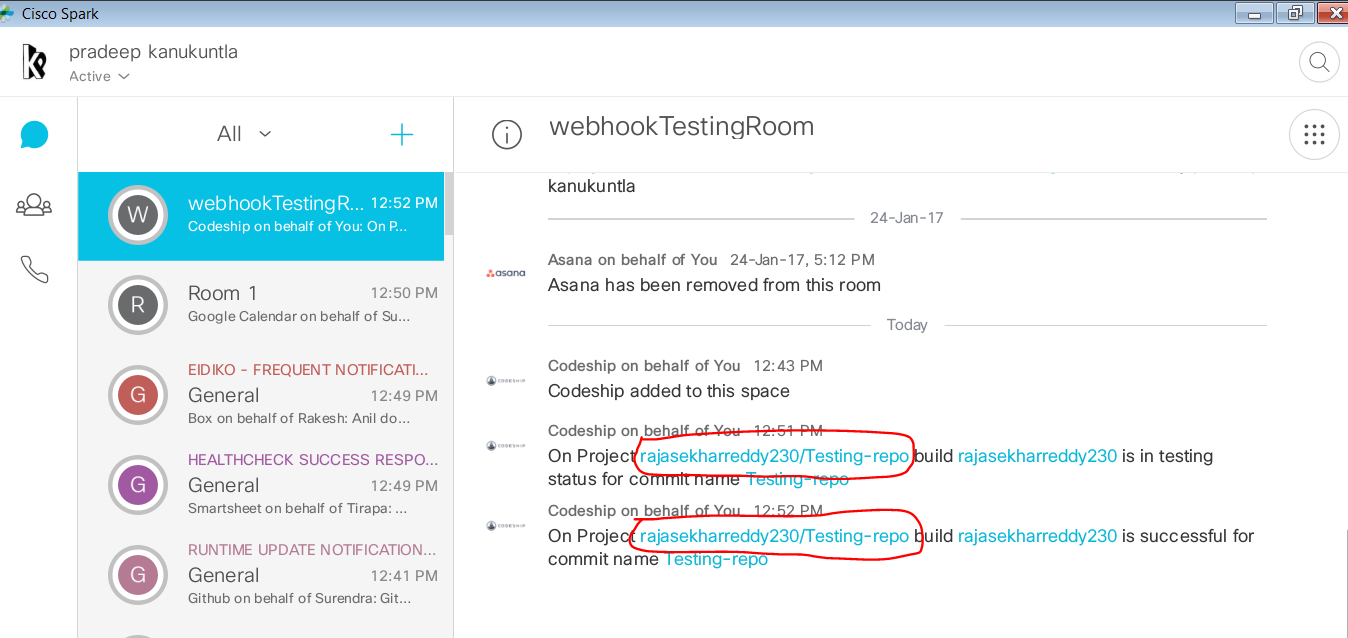 Cisco Spark
pradeep kanukuntla
Active
All
webhookTestingR... 12:52 PM
Codeship on behalf of You: On P...
Room 1 12:50 PM
Google Calendar on behalf of Su...
EIDIKO - FREQUENT NOTIFICATI...
General 12:49 PM
Box on behalf of Rakesh: Anil do...
HEALTHCHECK SUCCESS RESPO...
General 12:49 PM
Smartsheet on behalf of Tirapa: ...
RUNTIME UPDATE NOTIFICATION...
General 12:41 PM
Github on behalf of Surendra: Git...
webhookTestingRoom
kanukuntla
24-Jan-17
asana
Asana on behalf of You 24-Jan-17, 5:12 PM
Asana has been removed from this room
Today
Codeship on behalf of You 12:43 PM
CODESHIP
Codeship added to this space
Codeship on behalf of You 12:51 PM
CODESHIP
On Project rajasekharreddy230/Testing-repo build rajasekharreddy230 is in testing
status for commit name Testing-repo
Codeship on behalf of You 12:52 PM
CODESHIP
On Project rajasekharreddy230/Testing-repo build rajasekharreddy230 is successful for
commit name Testing-repo
W
R
G
G
G